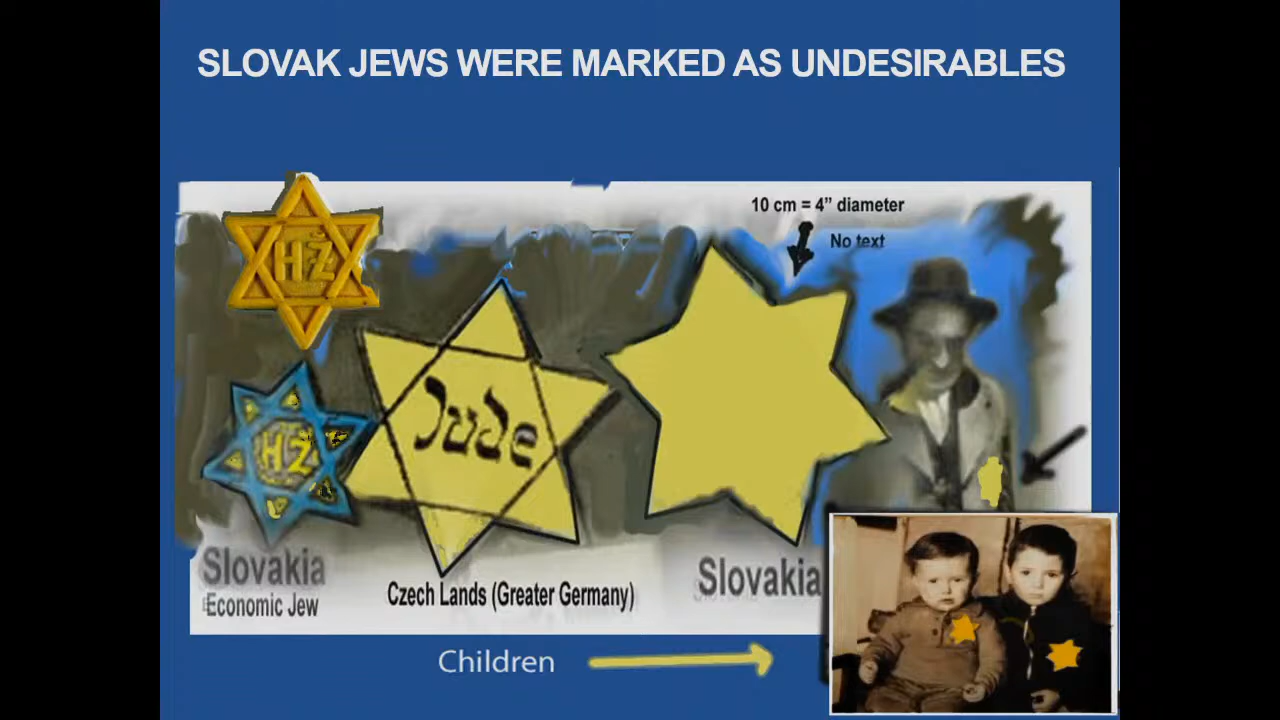 SLOVAK JEWS WERE MARKED AS UNDESIRABLES
10 cm = 4” diameter
No text
HŽ
HŽ
Jude
Slovakia
Economic Jew
Czech Lands (Greater Germany)
Slovakia
Children